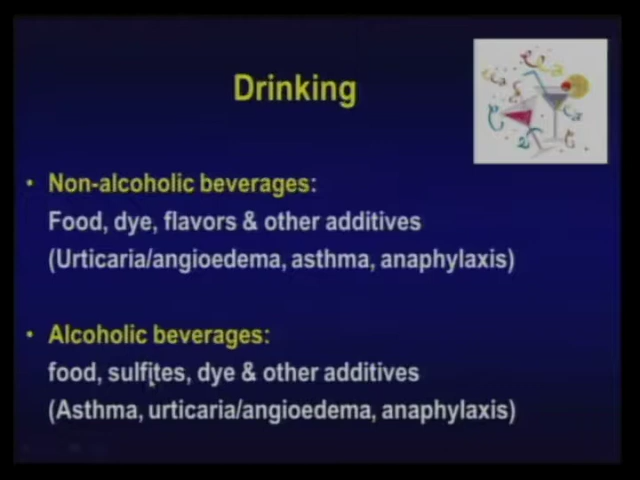 Drinking
• Non-alcoholic beverages:
Food, dye, flavors & other additives
(Urticaria/angioedema, asthma, anaphylaxis)
• Alcoholic beverages:
food, sulfites, dye & other additives
(Asthma, urticaria/angioedema, anaphylaxis)